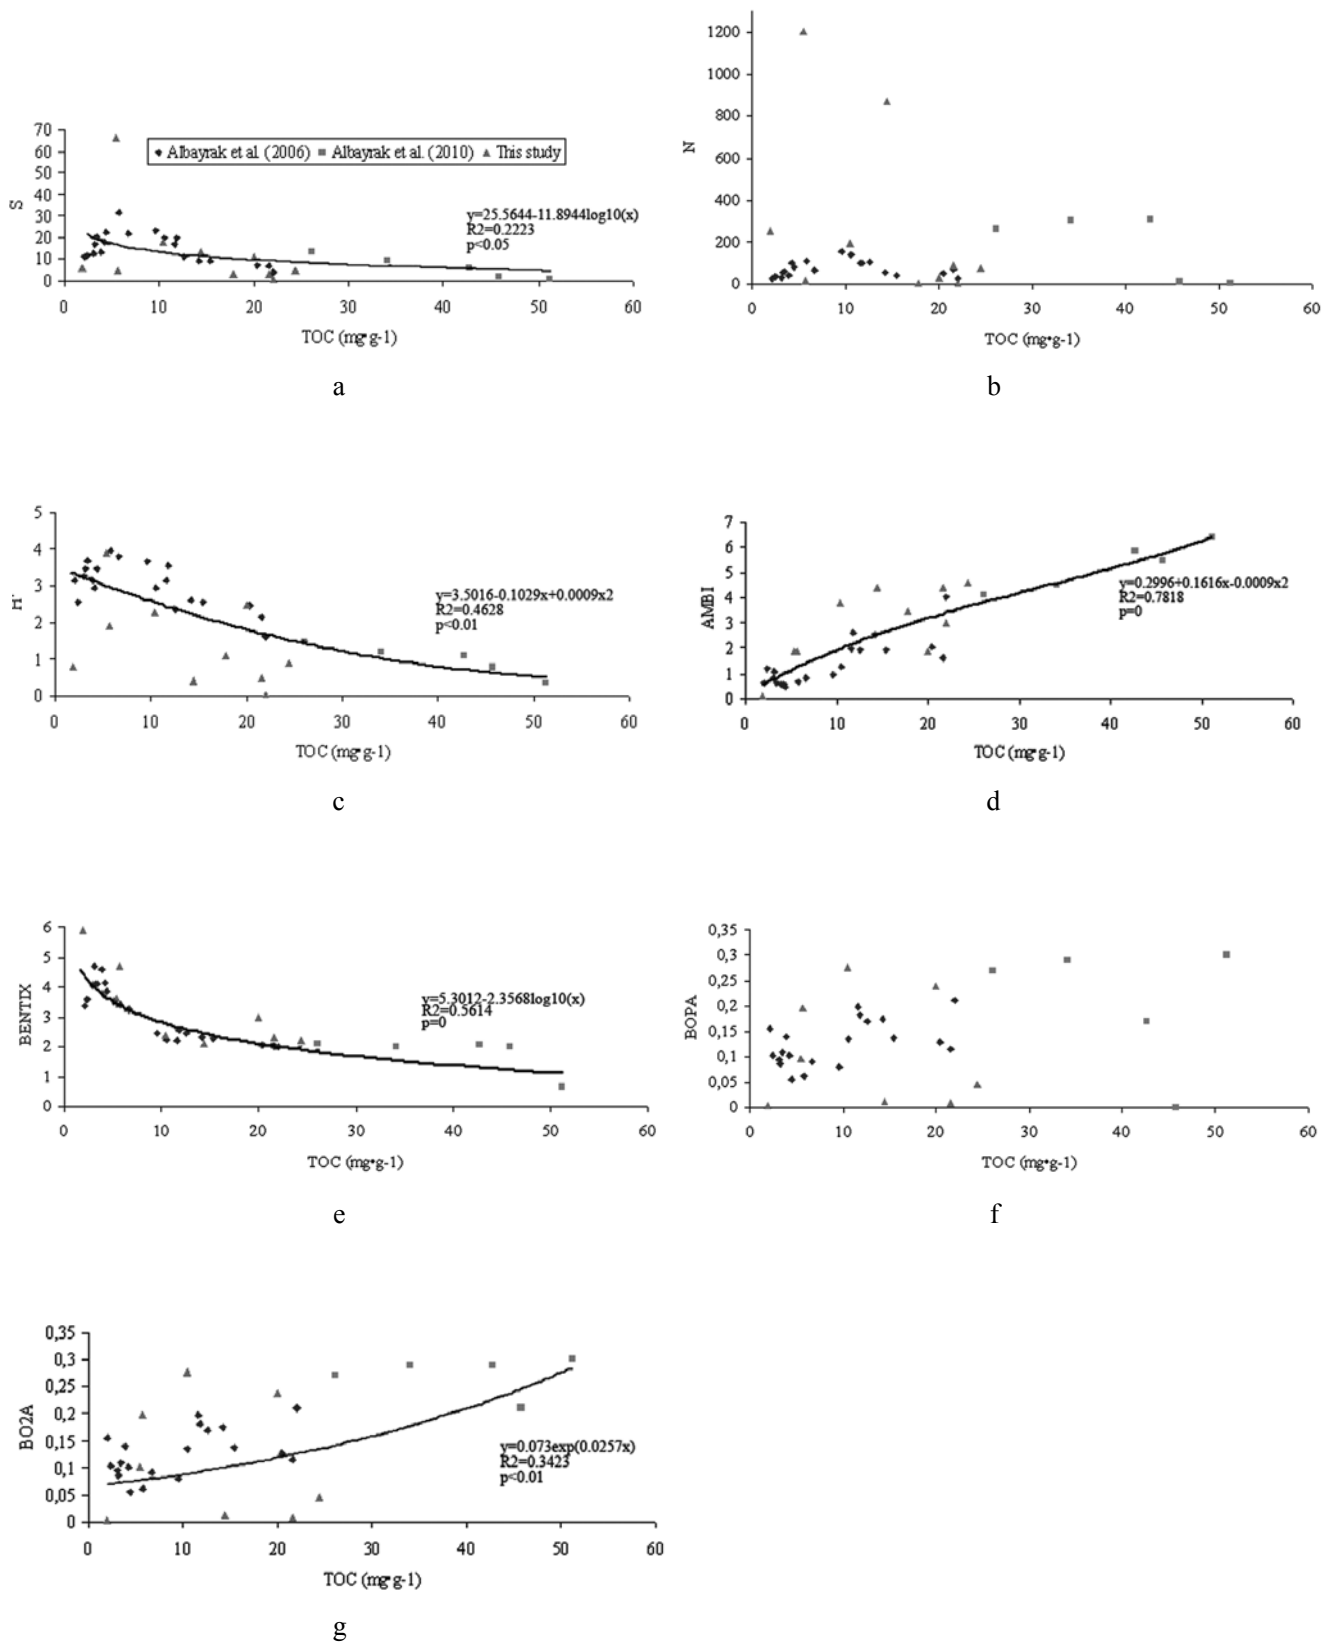 70
60
50
40
30
20
10
0
S
Albayrak et al. (2006) Albayrak et al. (2010) This study
y=25.5644-11.8944log10(x)
R2=0.2223
p<0.05
0 10 20 30 40 50 60
TOC (mg•g-1)
a
1200
1000
800
600
400
200
0
N
0 10 20 30 40 50 60
TOC (mg•g-1)
b
5
4
3
2
1
0
H'
y=3.5016-0.1029x+0.0009x2
R2=0.4628
p<0.01
0 10 20 30 40 50 60
TOC (mg•g-1)
c
7
6
5
4
3
2
1
0
AMBI
y=0.2996+0.1616x-0.0009x2
R2=0.7818
p=0
0 10 20 30 40 50 60
TOC (mg•g-1)
d
6
5
4
3
2
1
0
BENTIX
y=5.3012-2.3568log10(x)
R2=0.5614
p=0
0 10 20 30 40 50 60
TOC (mg•g-1)
e
0,35
0,3
0,25
0,2
0,15
0,1
0,05
0
BOPA
0 10 20 30 40 50 60
TOC (mg•g-1)
f
0,35
0,3
0,25
0,2
0,15
0,1
0,05
0
BO2A
y=0.073exp(0.0257x)
R2=0.3423
p<0.01
0 10 20 30 40 50 60
TOC (mg•g-1)
g